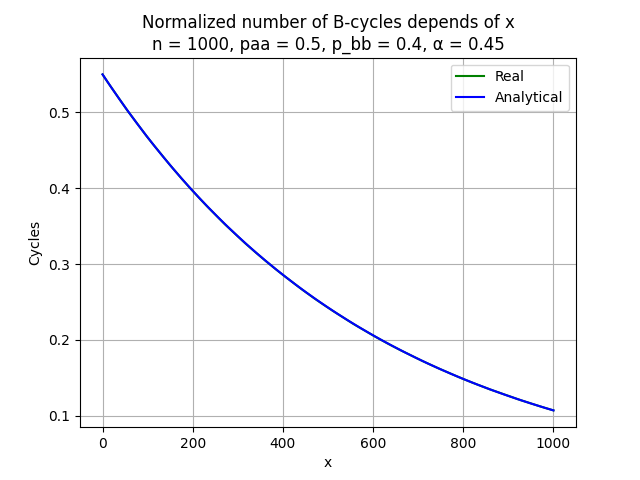 Normalized number of B-cycles depends of x
n = 1000, paa = 0.5, p_bb = 0.4, α = 0.45
Real
Analytical
0.5
0.4
0.3
0.2
0.1
Cycles
0 200 400 600 800 1000
x